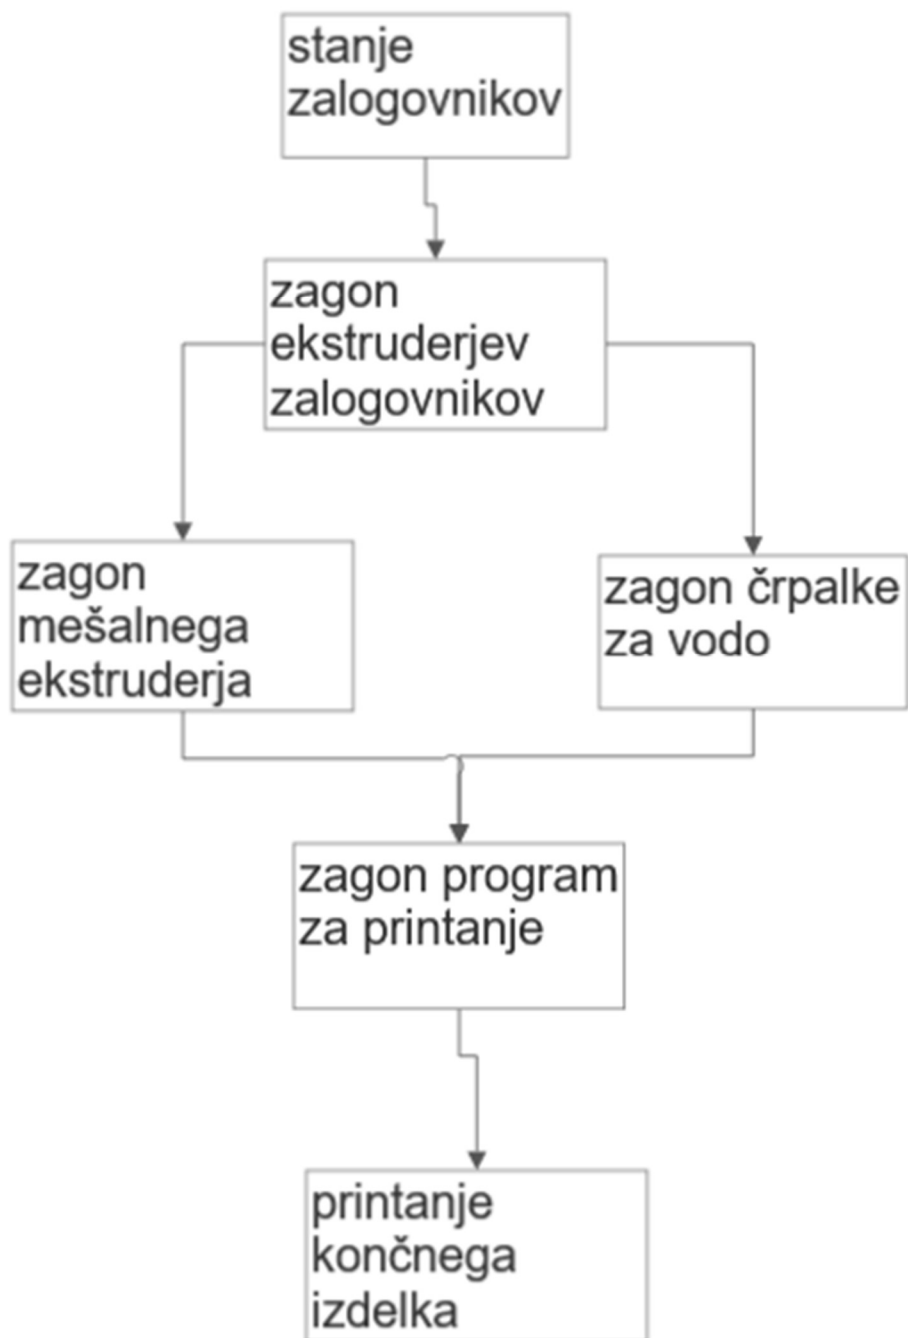 stanje
zalogovnikov
zagon
ekstruderjev
zalogovnikov
zagon
mešalnega
ekstruderja
zagon črpalke
za vodo
zagon program
za printanje
printanje
končnega
izdelka